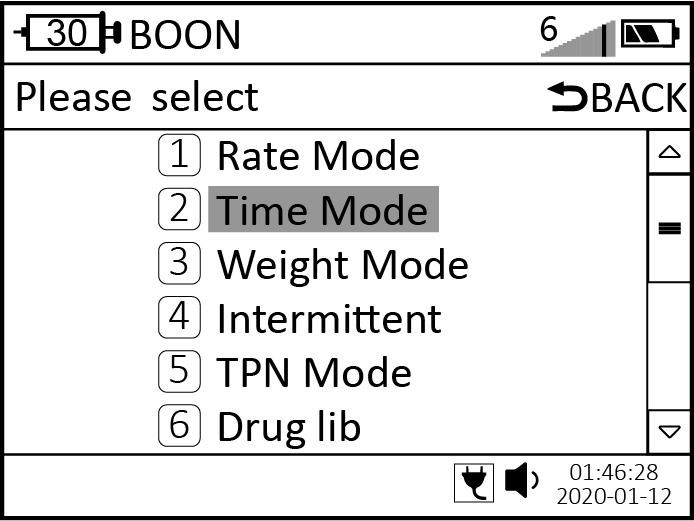 30 BOON 6
Please select BACK
1 Rate Mode
2 Time Mode
3 Weight Mode
4 Intermittent
5 TPN Mode
6 Drug lib
01:46:28
2020-01-12